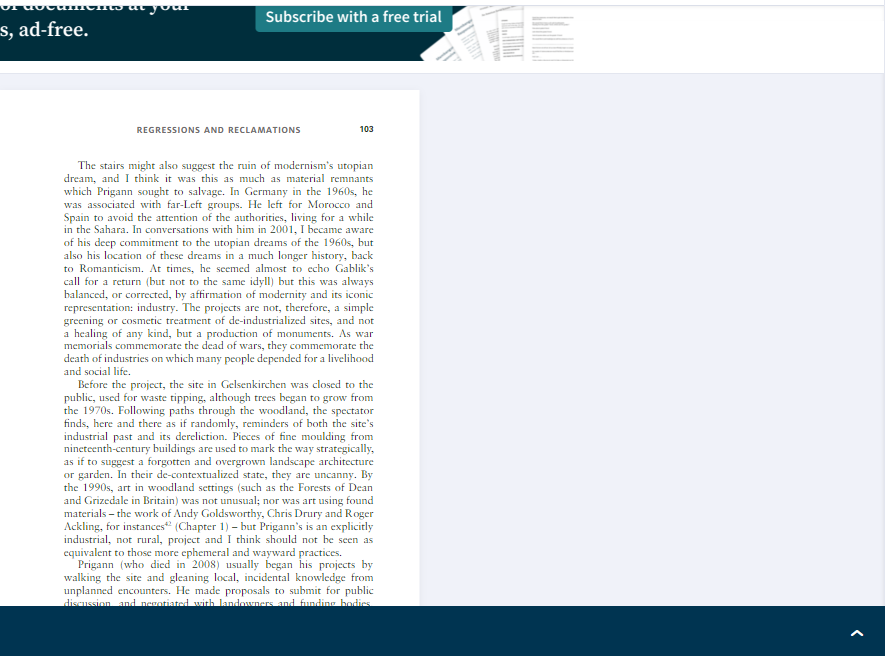 s, ad-free.
Subscribe with a free trial
REGRESSIONS AND RECLAMATIONS 103
The stairs might also suggest the ruin of modernism's utopian
dream, and I think it was this as much as material remnants
which Prigann sought to salvage. In Germany in the 1960s, he
was associated with far-Left groups. He left for Morocco and
Spain to avoid the attention of the authorities, living for a while
in the Sahara. In conversations with him in 2001, I became aware
of his deep commitment to the utopian dreams of the 1960s, but
also his location of these dreams in a much longer history, back
to Romanticism. At times, he seemed almost to echo Gablik's
call for a return (but not to the same idyll) but this was always
balanced, or corrected, by affirmation of modernity and its iconic
representation: industry. The projects are not, therefore, a simple
greening or cosmetic treatment of de-industrialized sites, and not
a healing of any kind, but a production of monuments. As war
memorials commemorate the dead of wars, they commemorate the
death of industries on which many people depended for a livelihood
and social life.
Before the project, the site in Gelsenkirchen was closed to the
public, used for waste tipping, although trees began to grow from
the 1970s. Following paths through the woodland, the spectator
finds, here and there as if randomly, reminders of both the site's
industrial past and its dereliction. Pieces of fine moulding from
nineteenth-century buildings are used to mark the way strategically,
as if to suggest a forgotten and overgrown landscape architecture
or garden. In their de-contextualized state, they are uncanny. By
the 1990s, art in woodland settings (such as the Forests of Dean
and Grizedale in Britain) was not unusual; nor was art using found
materials – the work of Andy Goldsworthy, Chris Drury and Roger
Ackling, for instances⁴² (Chapter 1) – but Prigann's is an explicitly
industrial, not rural, project and I think should not be seen as
equivalent to those more ephemeral and wayward practices.
Prigann (who died in 2008) usually began his projects by
walking the site and gleaning local, incidental knowledge from
unplanned encounters. He made proposals to submit for public
discussion, and negotiated with landowners and funding bodies.